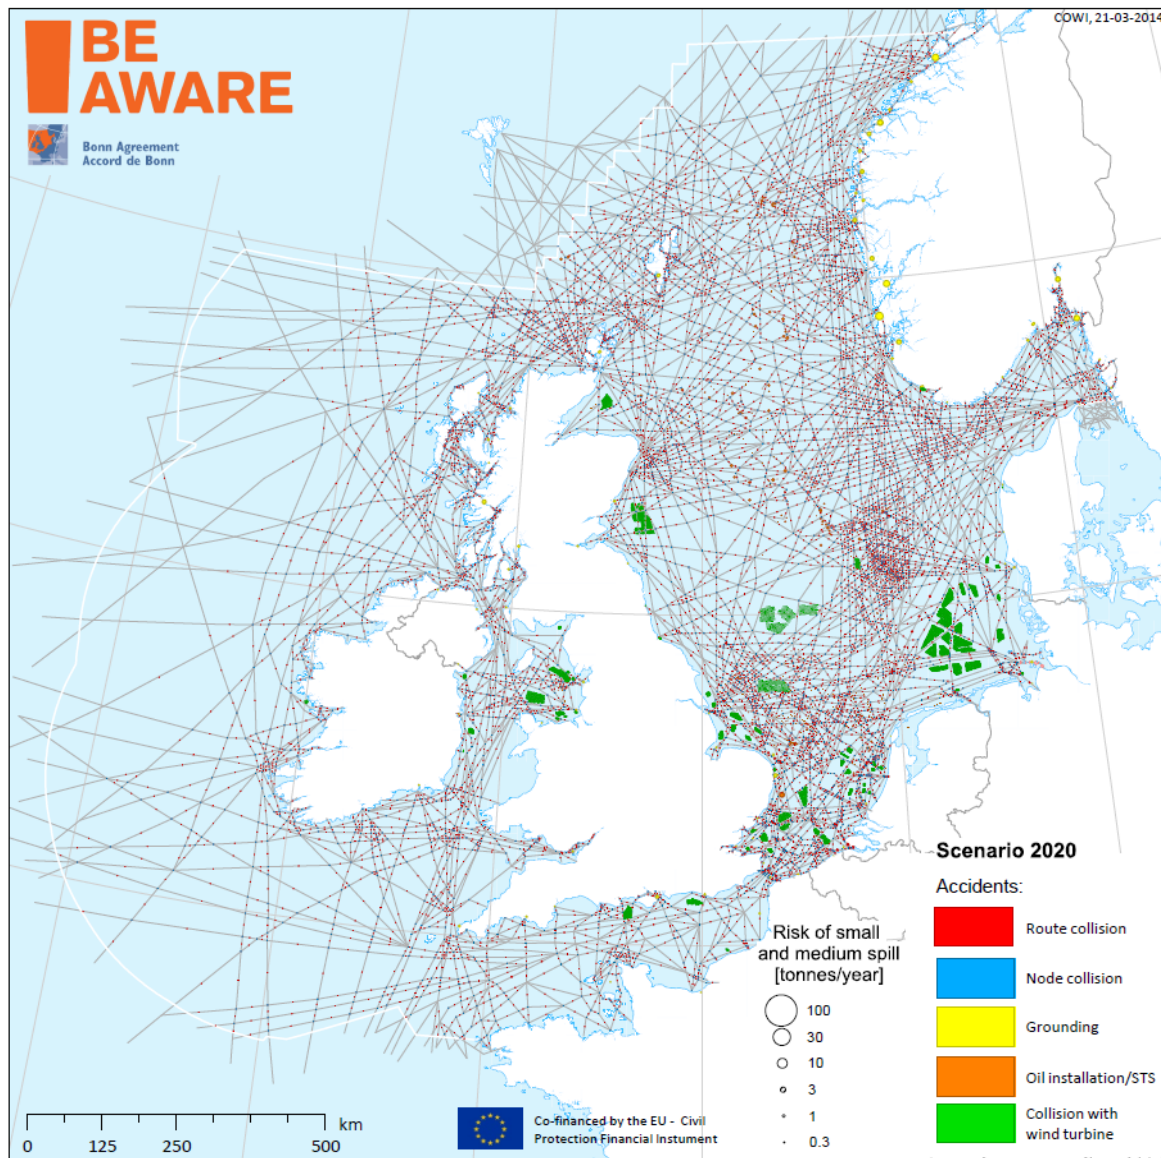 COWI, 21-03-2014
BE
AWARE
Bonn Agreement
Accord de Bonn
Scenario 2020
Accidents:
Route collision
Node collision
Grounding
Oil installation/STS
Collision with
wind turbine
Risk of small
and medium spill
[tonnes/year]
100
30
10
3
1
0.3
km
0 125 250 500
Co-financed by the EU - Civil
Protection Financial Instument